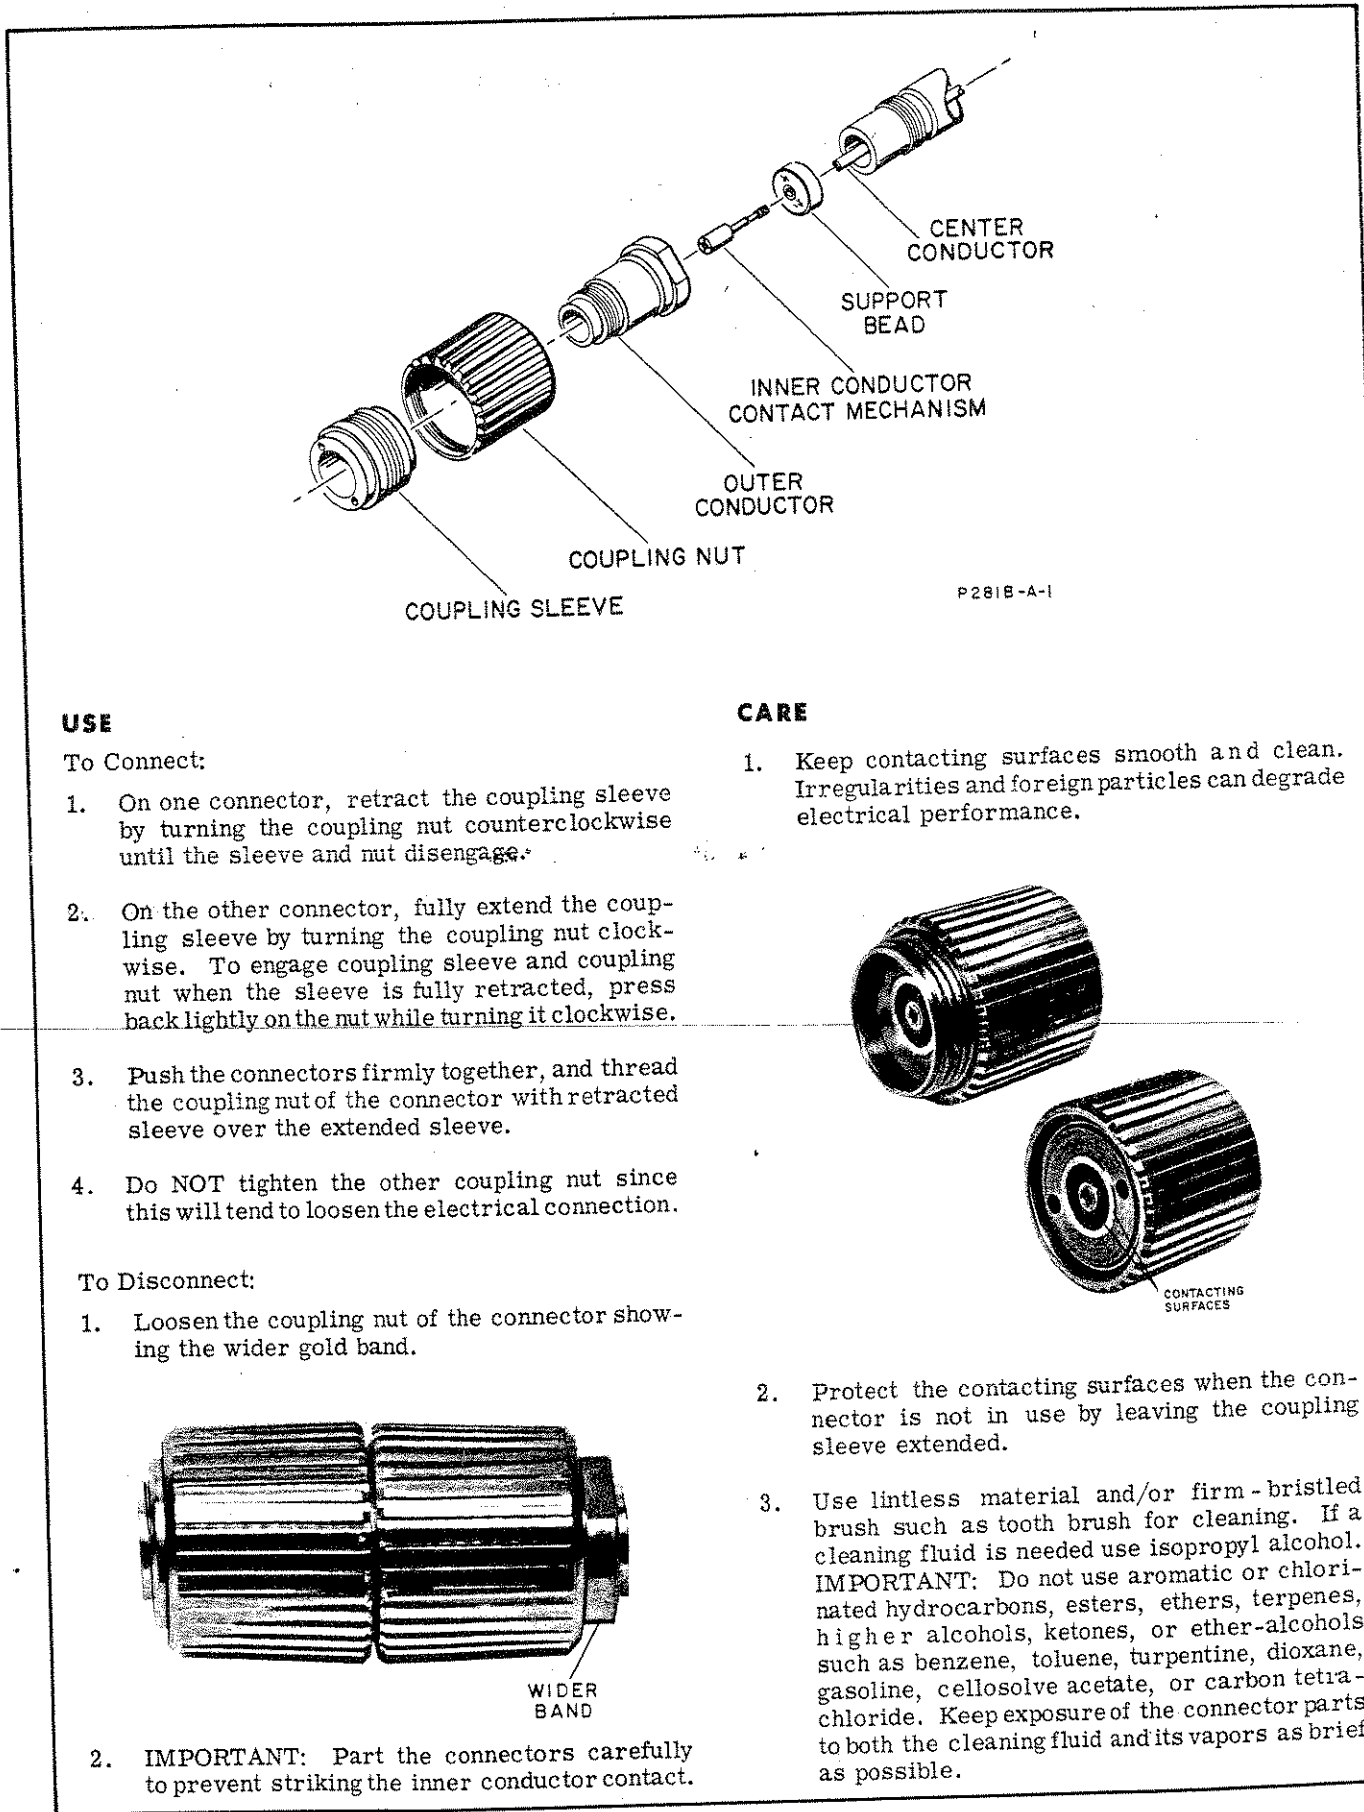 CENTER
CONDUCTOR
SUPPORT
BEAD
INNER CONDUCTOR
CONTACT MECHANISM
OUTER
CONDUCTOR
COUPLING NUT
COUPLING SLEEVE
P281B-A-1
USE
To Connect:
1. On one connector, retract the coupling sleeve
by turning the coupling nut counterclockwise
until the sleeve and nut disengage.
2. On the other connector, fully extend the coup-
ling sleeve by turning the coupling nut clock-
wise. To engage coupling sleeve and coupling
nut when the sleeve is fully retracted, press
back lightly on the nut while turning it clockwise.
3. Push the connectors firmly together, and thread
the coupling nut of the connector with retracted
sleeve over the extended sleeve.
4. Do NOT tighten the other coupling nut since
this will tend to loosen the electrical connection.
To Disconnect:
1. Loosen the coupling nut of the connector show-
ing the wider gold band.
WIDER
BAND
2. IMPORTANT: Part the connectors carefully
to prevent striking the inner conductor contact.
CARE
1. Keep contacting surfaces smooth and clean.
Irregularities and foreign particles can degrade
electrical performance.
CONTACTING
SURFACES
2. Protect the contacting surfaces when the con-
nector is not in use by leaving the coupling
sleeve extended.
3. Use lintless material and/or firm-bristled
brush such as tooth brush for cleaning. If a
cleaning fluid is needed use isopropyl alcohol.
IMPORTANT: Do not use aromatic or chlori-
nated hydrocarbons, esters, ethers, terpenes,
higher alcohols, ketones, or ether-alcohols
such as benzene, toluene, turpentine, dioxane,
gasoline, cellosolve acetate, or carbon tetra-
chloride. Keep exposure of the connector parts
to both the cleaning fluid and its vapors as brief
as possible.